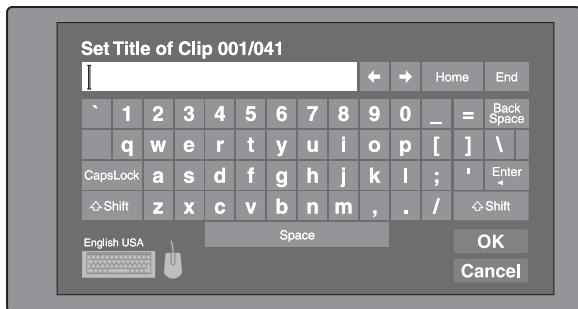 Set Title of Clip 001/041
← → Home End
` 1 2 3 4 5 6 7 8 9 0 _ = Back Space
q w e r t y u i o p [ ] \
CapsLock a s d f g h j k l ; ' Enter
Shift z x c v b n m , . / Shift
Space
English USA
OK
Cancel